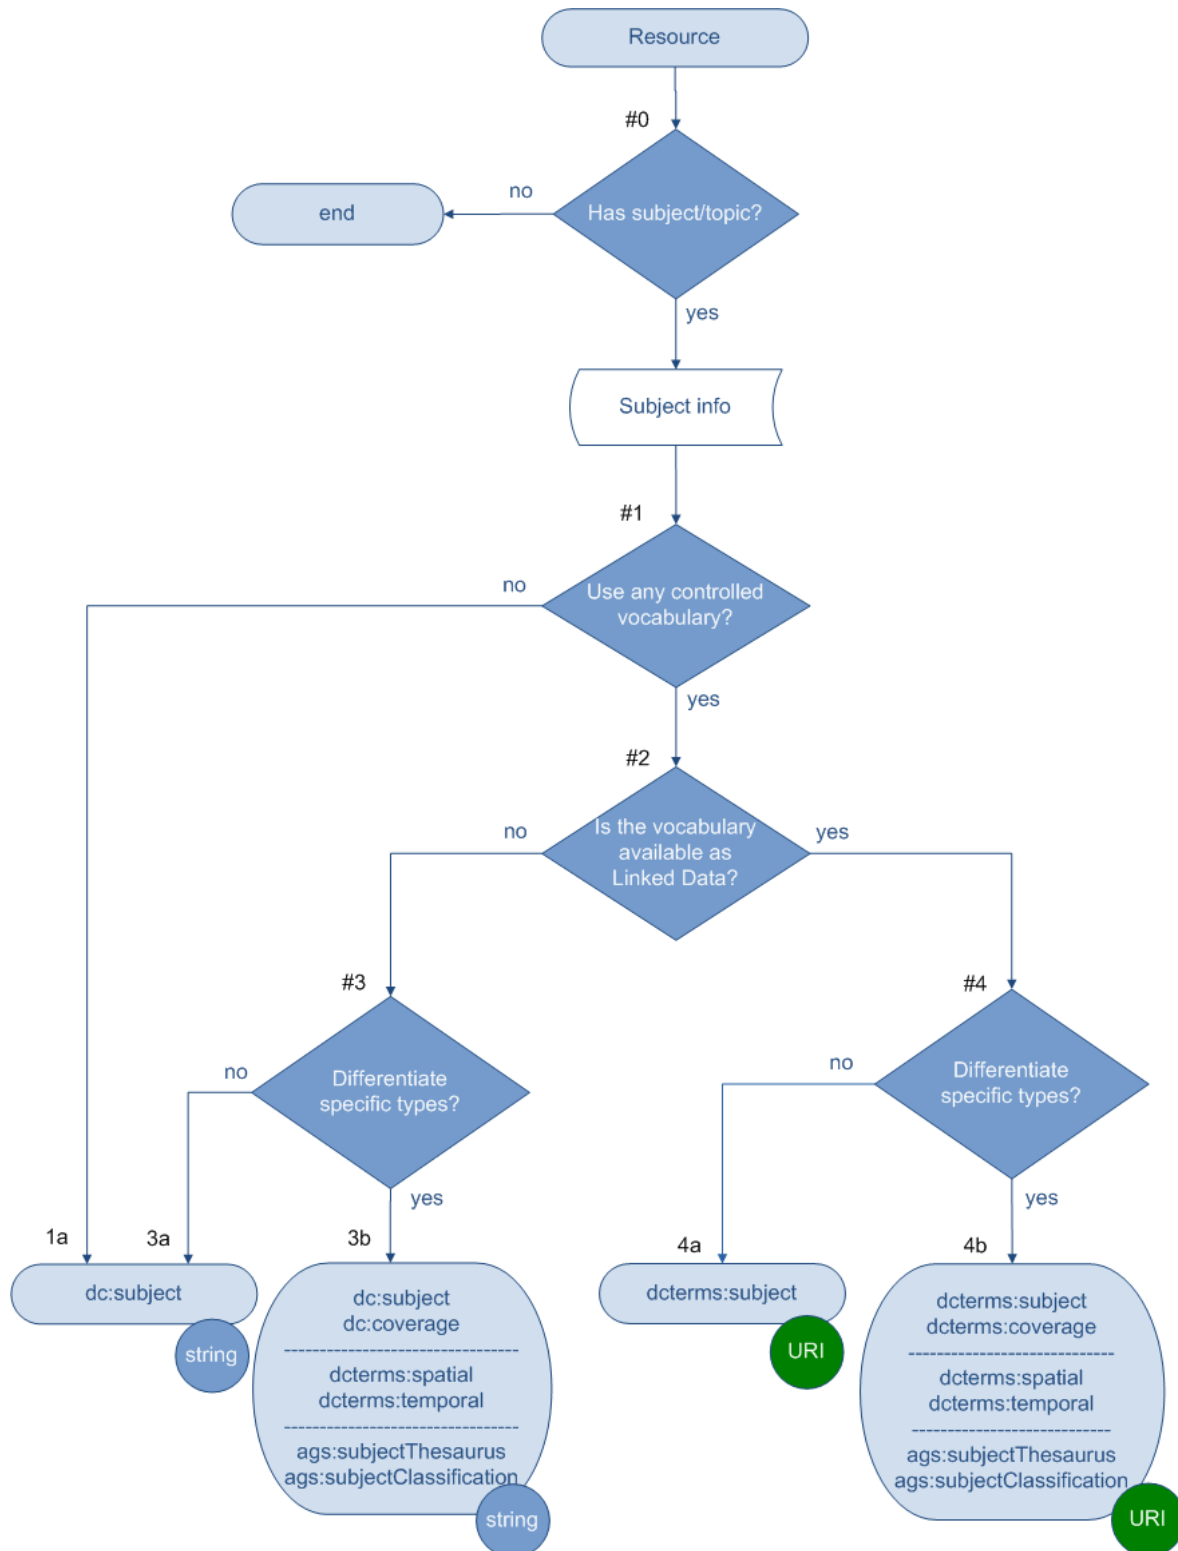 Resource
#0
Has subject/topic?
no
end
yes
Subject info
#1
Use any controlled
vocabulary?
no
yes
#2
Is the vocabulary
available as
Linked Data?
no
yes
#3
Differentiate
specific types?
no
yes
#4
Differentiate
specific types?
no
yes
1a
3a
dc:subject
string
3b
dc:subject
dc:coverage
---------------------------------
dcterms:spatial
dcterms:temporal
---------------------------------
ags:subjectThesaurus
ags:subjectClassification
string
4a
dcterms:subject
URI
4b
dcterms:subject
dcterms:coverage
-----------------------------
dcterms:spatial
dcterms:temporal
----------------------------
ags:subjectThesaurus
ags:subjectClassification
URI